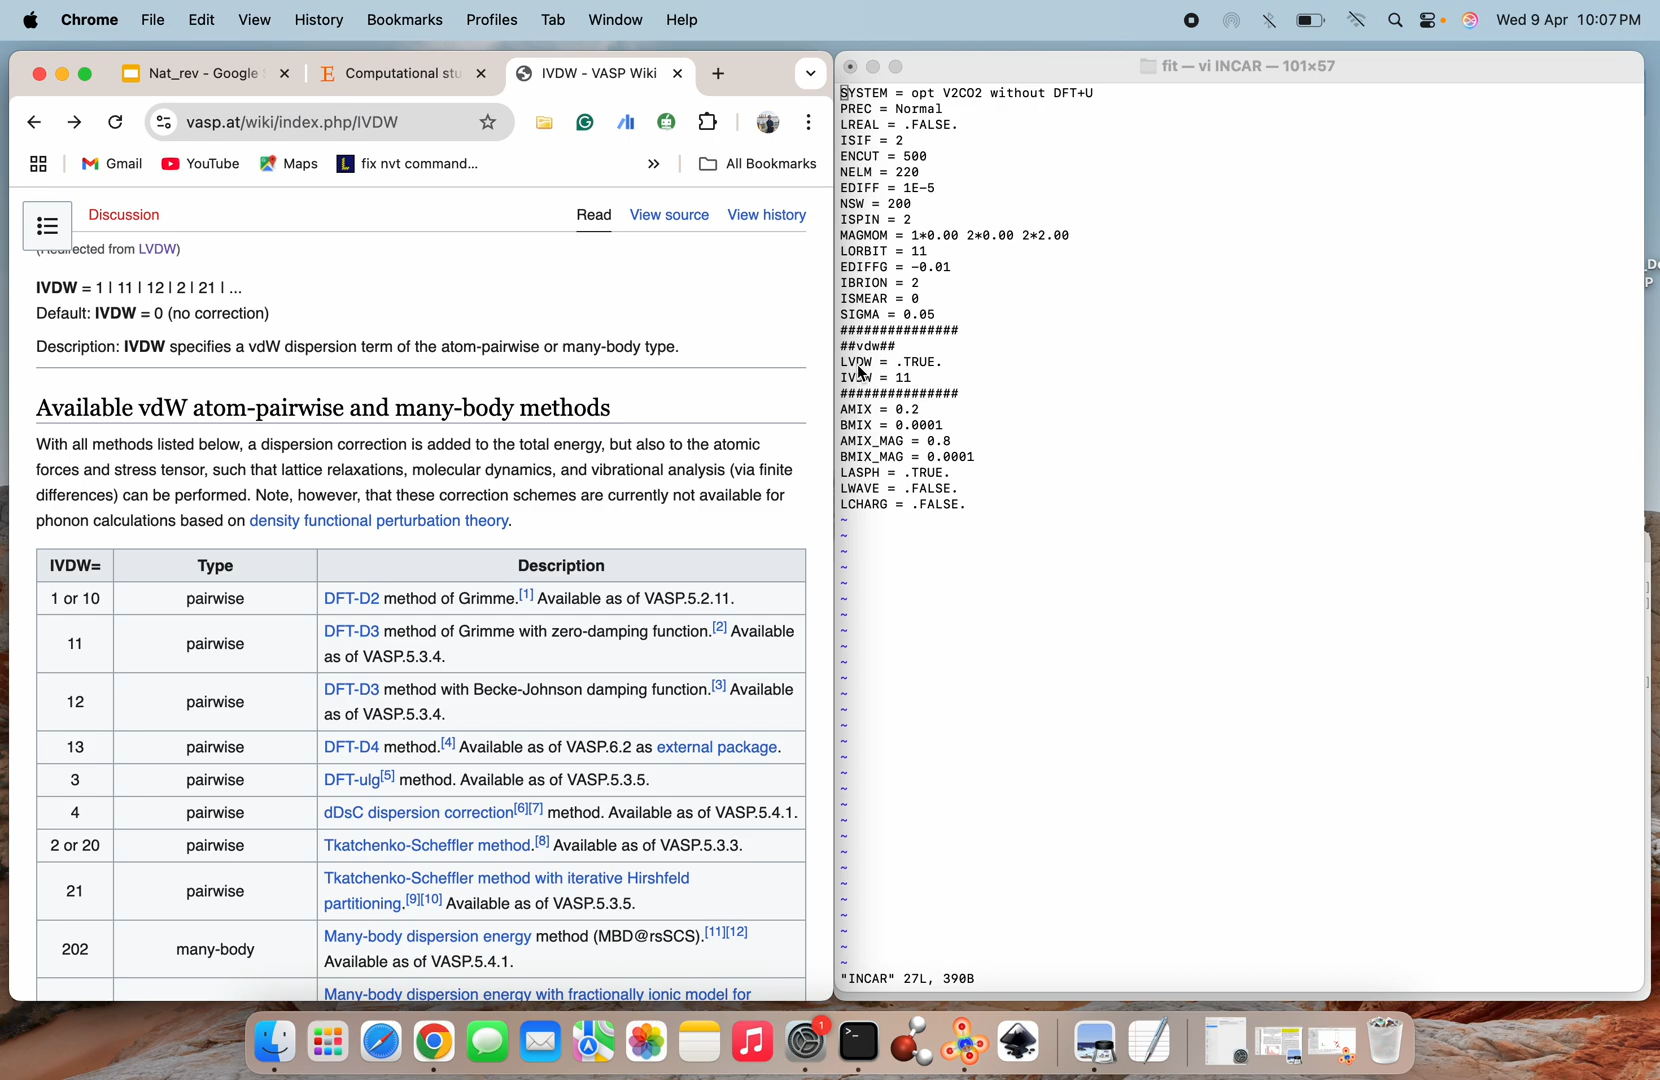 Chrome File Edit View History Bookmarks Profiles Tab Window Help Wed 9 Apr 10:07 PM
Nat_rev - Google Computational stu IVDW - VASP Wiki
vasp.at/wiki/index.php/IVDW
Gmail YouTube Maps fix nvt command... » All Bookmarks
Discussion Read View source View history
(Redirected from LVDW)
IVDW = 1 | 11 | 12 | 2 | 21 | ...
Default: IVDW = 0 (no correction)
Description: IVDW specifies a vdW dispersion term of the atom-pairwise or many-body type.
Available vdW atom-pairwise and many-body methods
With all methods listed below, a dispersion correction is added to the total energy, but also to the atomic
forces and stress tensor, such that lattice relaxations, molecular dynamics, and vibrational analysis (via finite
differences) can be performed. Note, however, that these correction schemes are currently not available for
phonon calculations based on density functional perturbation theory.
IVDW= Type Description
1 or 10 pairwise DFT-D2 method of Grimme.[1] Available as of VASP.5.2.11.
11 pairwise DFT-D3 method of Grimme with zero-damping function.[2] Available
as of VASP.5.3.4.
12 pairwise DFT-D3 method with Becke-Johnson damping function.[3] Available
as of VASP.5.3.4.
13 pairwise DFT-D4 method.[4] Available as of VASP.6.2 as external package.
3 pairwise DFT-ulg[5] method. Available as of VASP.5.3.5.
4 pairwise dDsC dispersion correction[6][7] method. Available as of VASP.5.4.1.
2 or 20 pairwise Tkatchenko-Scheffler method.[8] Available as of VASP.5.3.3.
21 pairwise Tkatchenko-Scheffler method with iterative Hirshfeld
partitioning.[9][10] Available as of VASP.5.3.5.
202 many-body Many-body dispersion energy method (MBD@rsSCS).[11][12]
Available as of VASP.5.4.1.
Many-body dispersion energy with fractionally ionic model for
fit — vi INCAR — 101×57
SYSTEM = opt V2CO2 without DFT+U
PREC = Normal
LREAL = .FALSE.
ISIF = 2
ENCUT = 500
NELM = 220
EDIFF = 1E-5
NSW = 200
ISPIN = 2
MAGMOM = 1*0.00 2*0.00 2*2.00
LORBIT = 11
EDIFFG = -0.01
IBRION = 2
ISMEAR = 0
SIGMA = 0.05
###############
##vdw##
LVDW = .TRUE.
IVDW = 11
###############
AMIX = 0.2
BMIX = 0.0001
AMIX_MAG = 0.8
BMIX_MAG = 0.0001
LASPH = .TRUE.
LWAVE = .FALSE.
LCHARG = .FALSE.
"INCAR" 27L, 390B
1